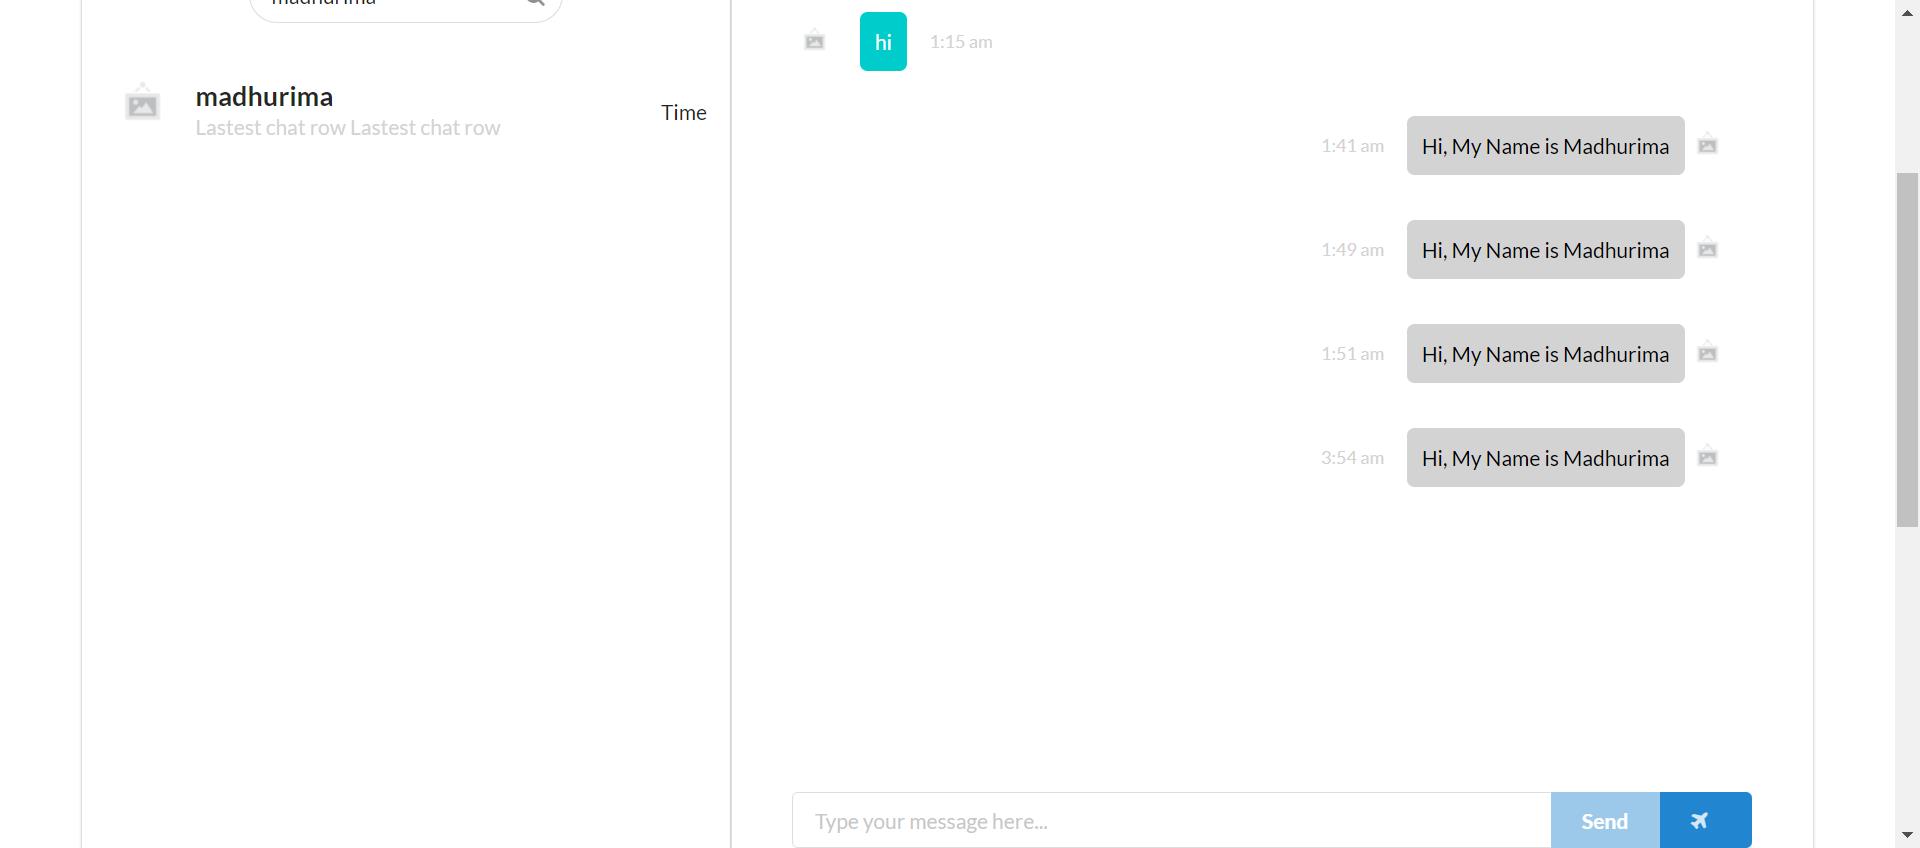 madhurima
madhurima
Lastest chat row Lastest chat row
Time
hi
1:15 am
1:41 am
Hi, My Name is Madhurima
1:49 am
Hi, My Name is Madhurima
1:51 am
Hi, My Name is Madhurima
3:54 am
Hi, My Name is Madhurima
Type your message here...
Send